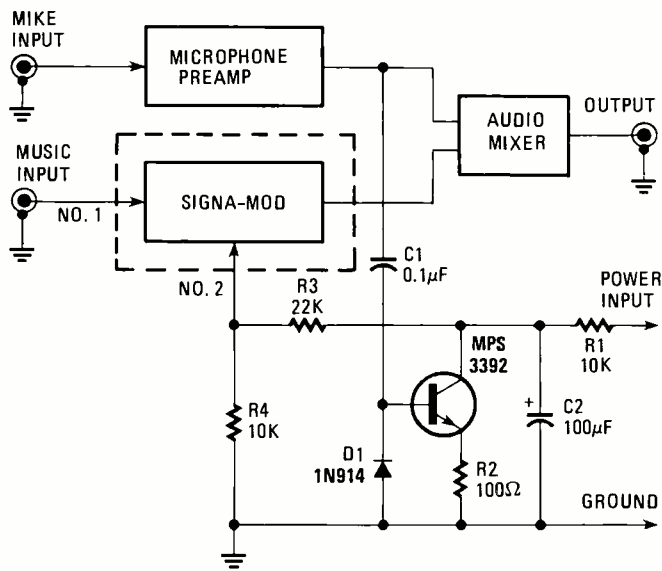 MIKE
INPUT
MICROPHONE
PREAMP
AUDIO
MIXER
OUTPUT
MUSIC
INPUT
NO. 1
SIGNA-MOD
NO. 2
C1
0.1µF
R3
22K
POWER
INPUT
R1
10K
MPS
3392
R4
10K
+
C2
100µF
D1
1N914
R2
100Ω
GROUND